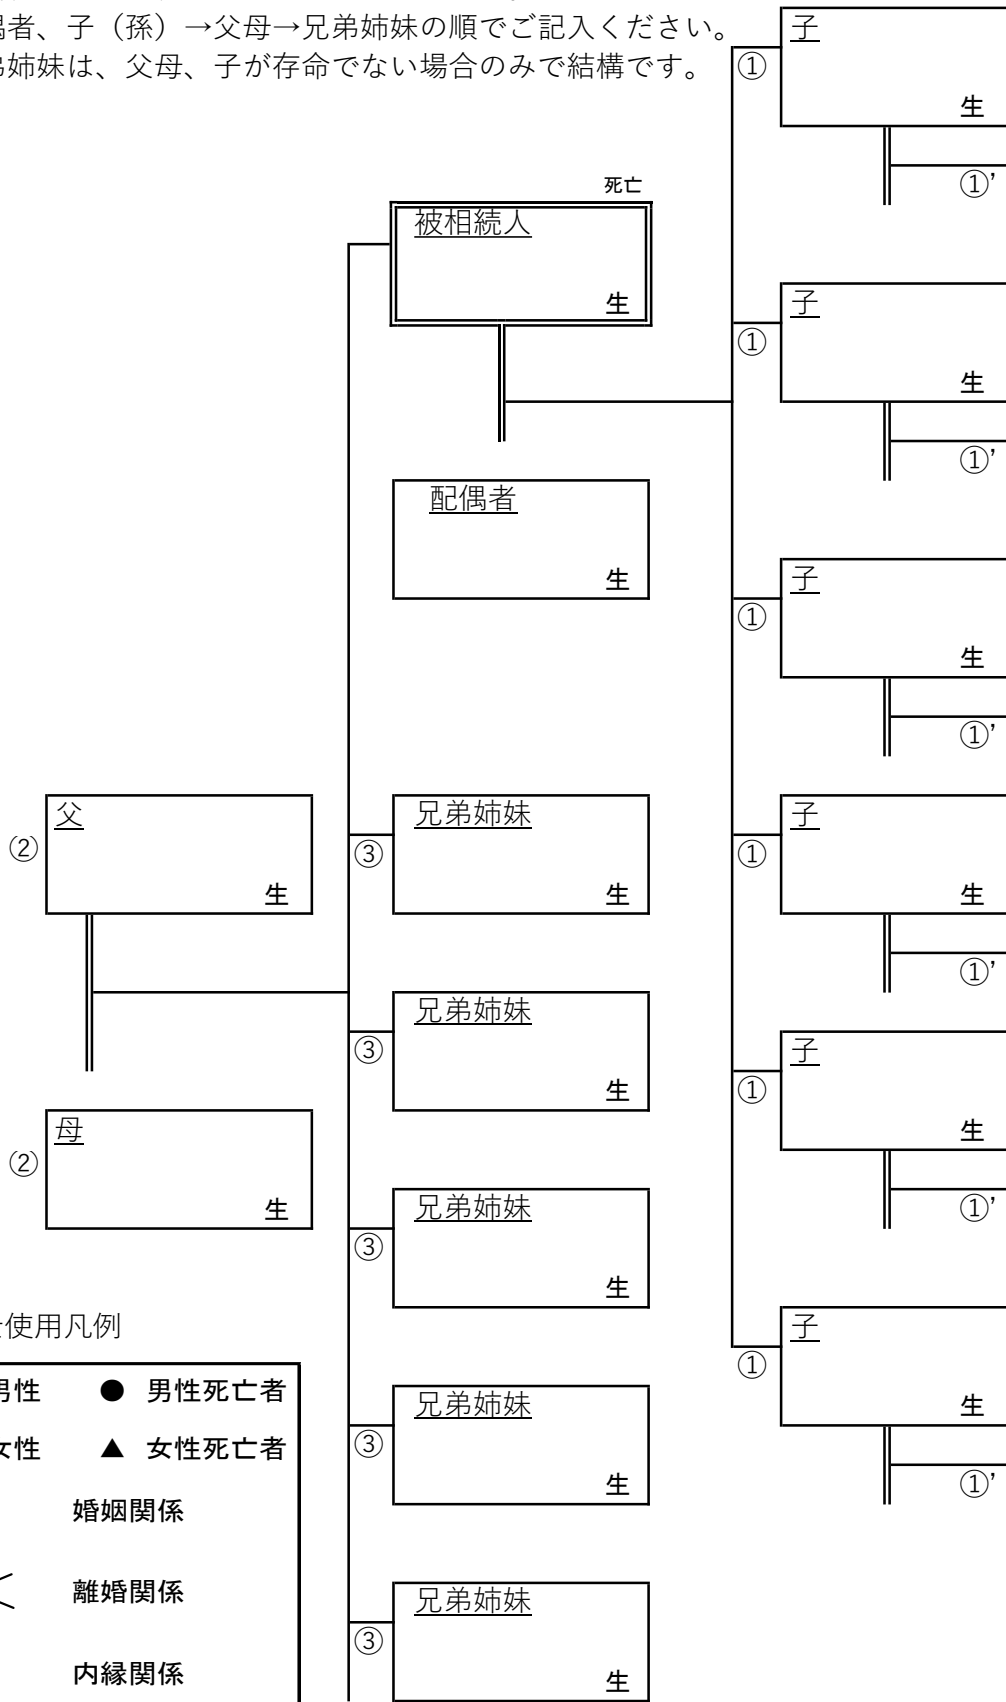 偶者、子（孫）→父母→兄弟姉妹の順でご記入ください。
弟姉妹は、父母、子が存命でない場合のみで結構です。
子
①
生
①’
死亡
被相続人
生
子
①
生
①’
配偶者
生
子
①
生
①’
父
②
生
兄弟姉妹
③
生
子
①
生
①’
兄弟姉妹
③
生
子
①
生
①’
母
②
生
兄弟姉妹
③
生
子
①
生
①’
使用凡例
男性 ● 男性死亡者
女性 ▲ 女性死亡者
婚姻関係
離婚関係
内縁関係
兄弟姉妹
③
生
兄弟姉妹
③
生